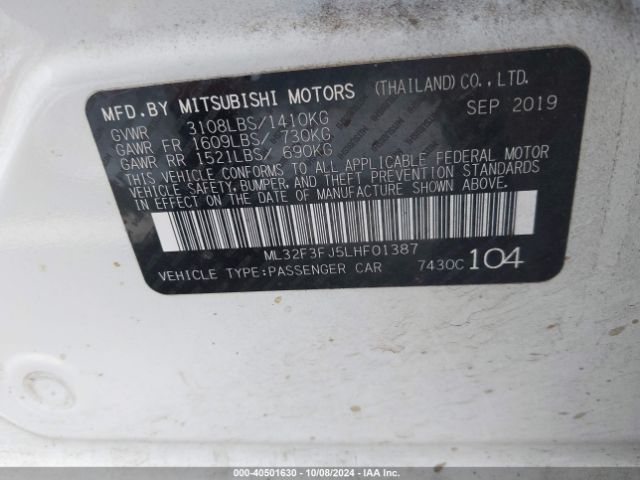 MFD.BY MITSUBISHI MOTORS (THAILAND)CO.,LTD.
GVWR 3108LBS/1410KG SEP 2019
GAWR FR 1609LBS/ 730KG
GAWR RR 1521LBS/ 690KG
THIS VEHICLE CONFORMS TO ALL APPLICABLE FEDERAL MOTOR
VEHICLE SAFETY,BUMPER,AND THEFT PREVENTION STANDARDS
IN EFFECT ON THE DATE OF MANUFACTURE SHOWN ABOVE.
ML32F3FJ5LHF01387
VEHICLE TYPE:PASSENGER CAR 7430C 104
000-40501630 - 10/08/2024 - IAA Inc.